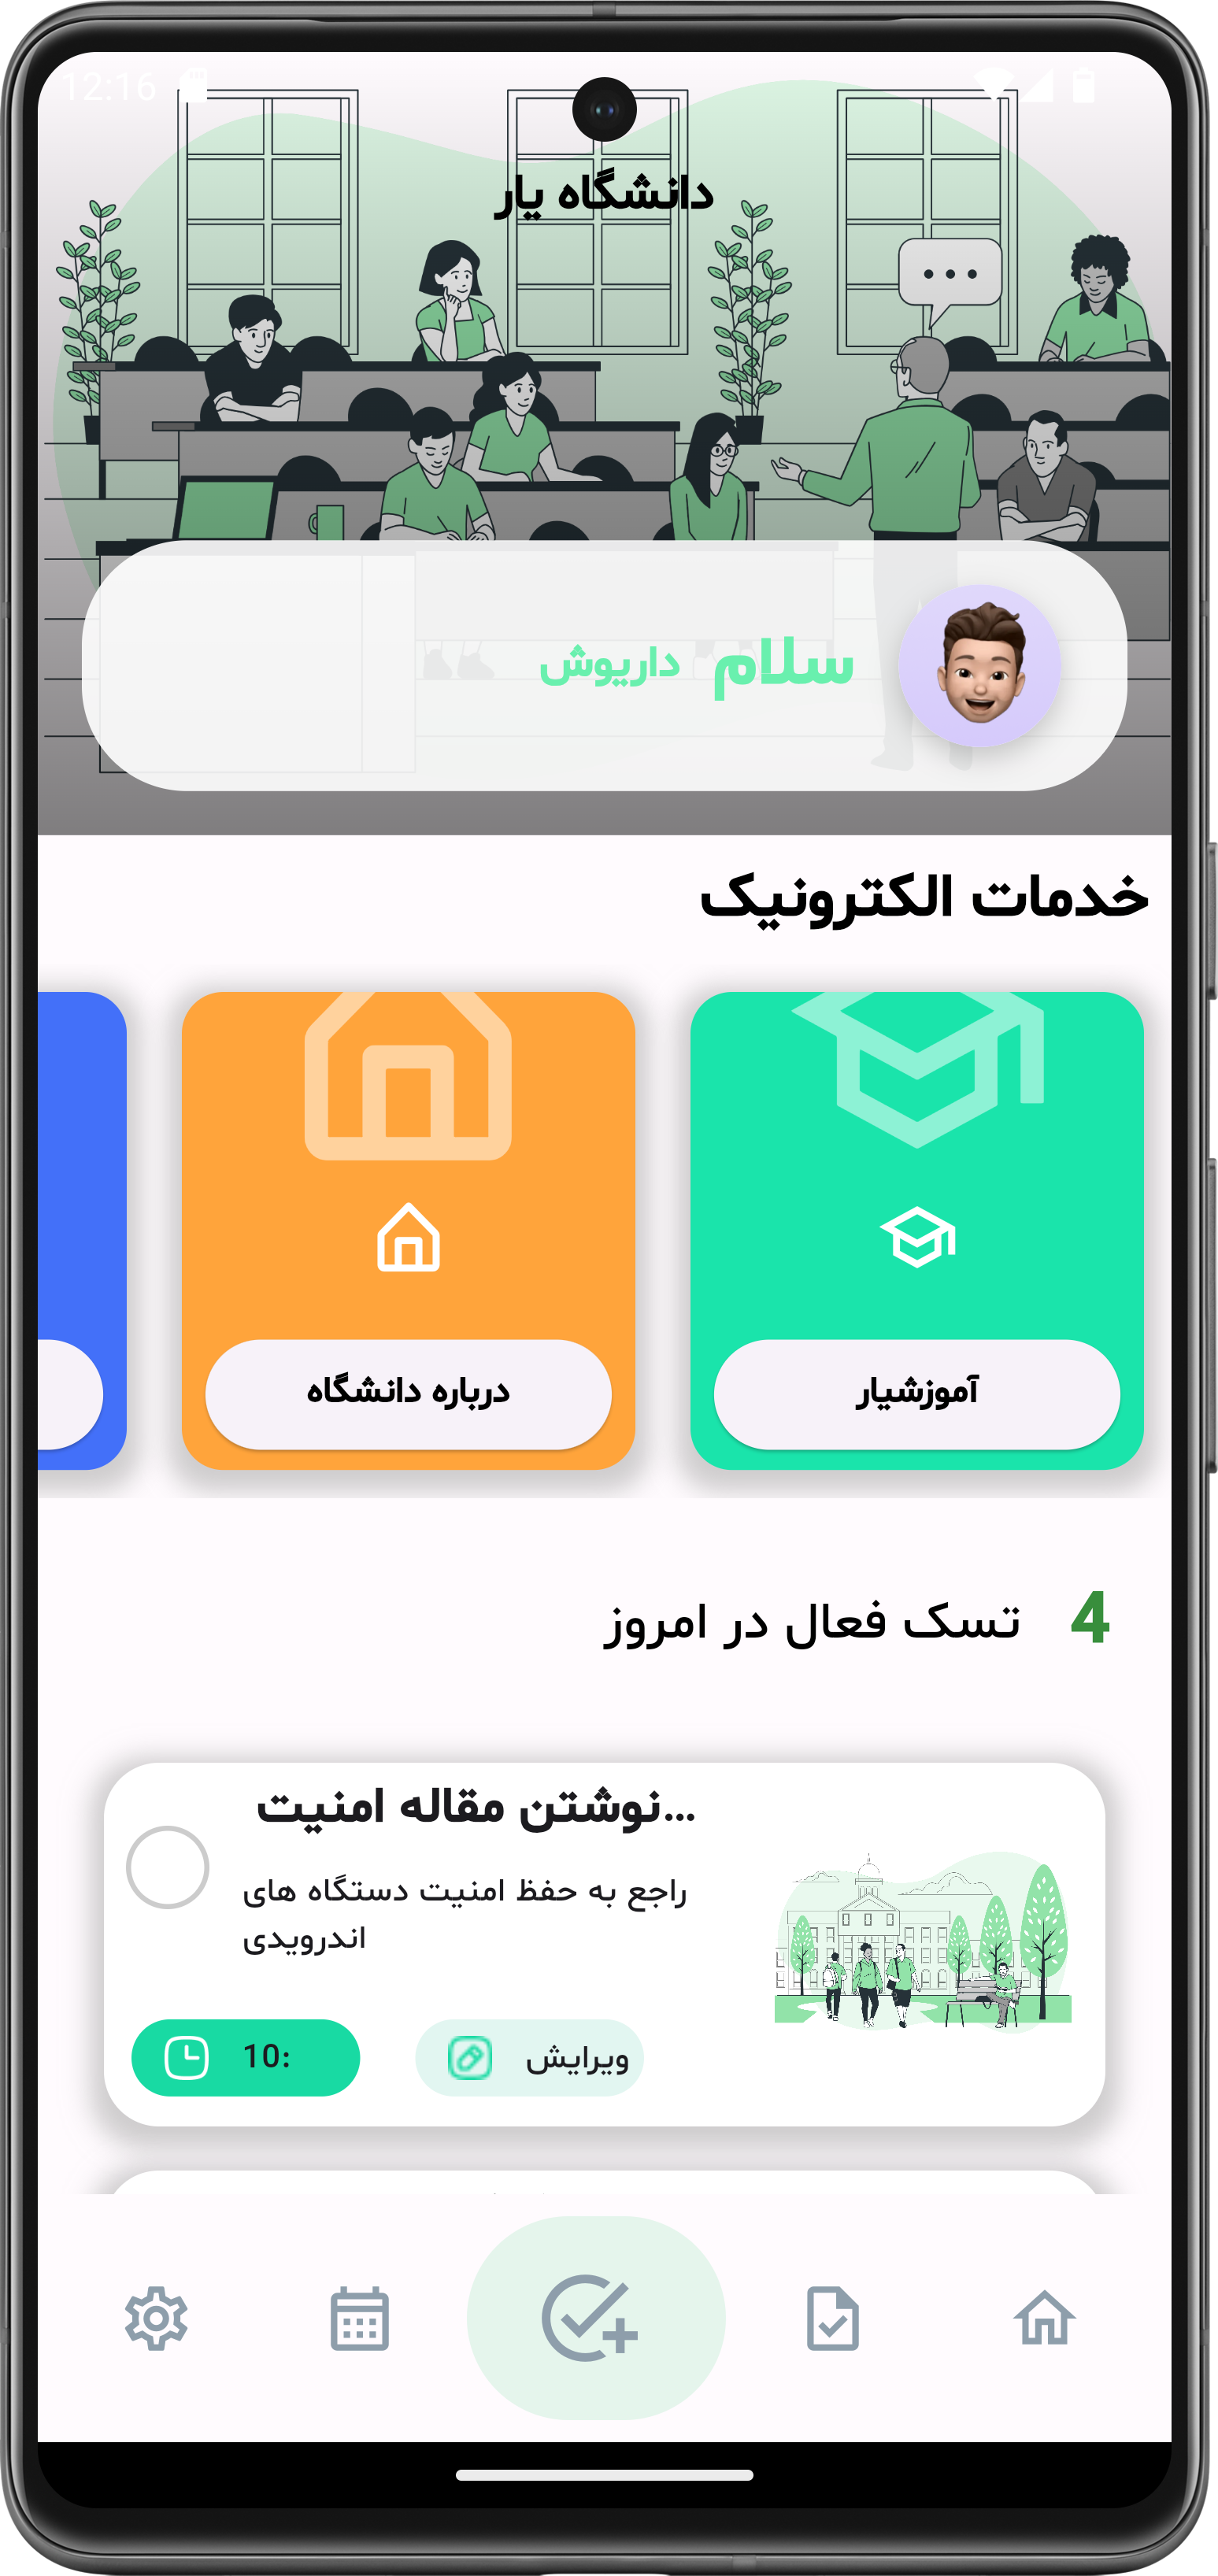 12:16
دانشگاه یار
سلام داریوش
خدمات الکترونیک
آموزشیار
درباره دانشگاه
4 تسک فعال در امروز
نوشتن مقاله امنیت...
راجع به حفظ امنیت دستگاه های
اندرویدی
ویرایش
10: